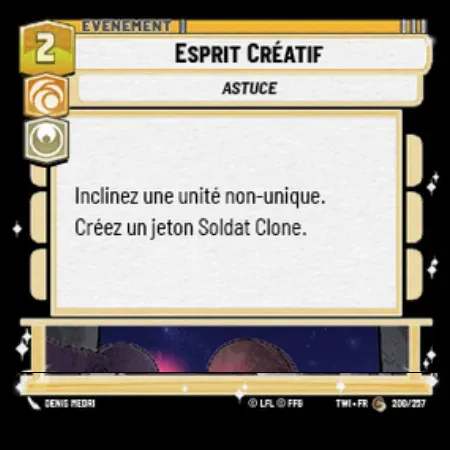 EVENEMENT
2
ESPRIT CRÉATIF
ASTUCE
Inclinez une unité non-unique.
Créez un jeton Soldat Clone.
DENIS MEDRI
© LFL © FFG
TWI • FR
200/257